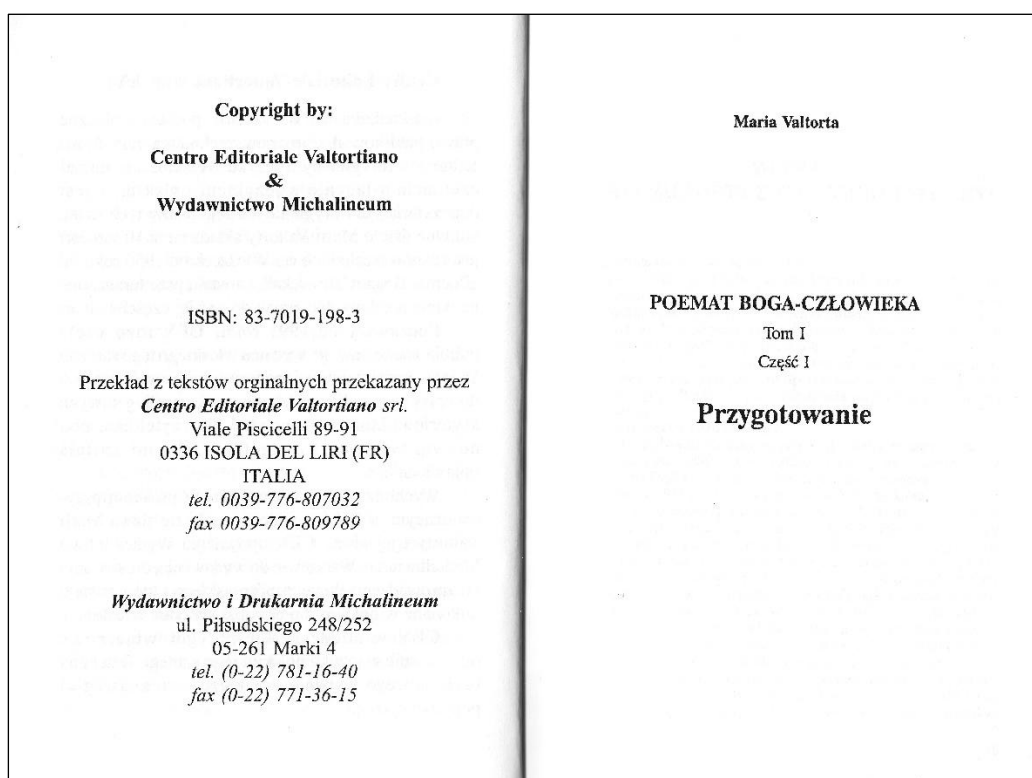 Copyright by:
Centro Editoriale Valtortiano
&
Wydawnictwo Michalineum
ISBN: 83-7019-198-3
Przekład z tekstów orginalnych przekazany przez
Centro Editoriale Valtortiano srl.
Viale Piscicelli 89-91
0336 ISOLA DEL LIRI (FR)
ITALIA
tel. 0039-776-807032
fax 0039-776-809789
Wydawnictwo i Drukarnia Michalineum
ul. Piłsudskiego 248/252
05-261 Marki 4
tel. (0-22) 781-16-40
fax (0-22) 771-36-15
Maria Valtorta
POEMAT BOGA-CZŁOWIEKA
Tom I
Część I
Przygotowanie